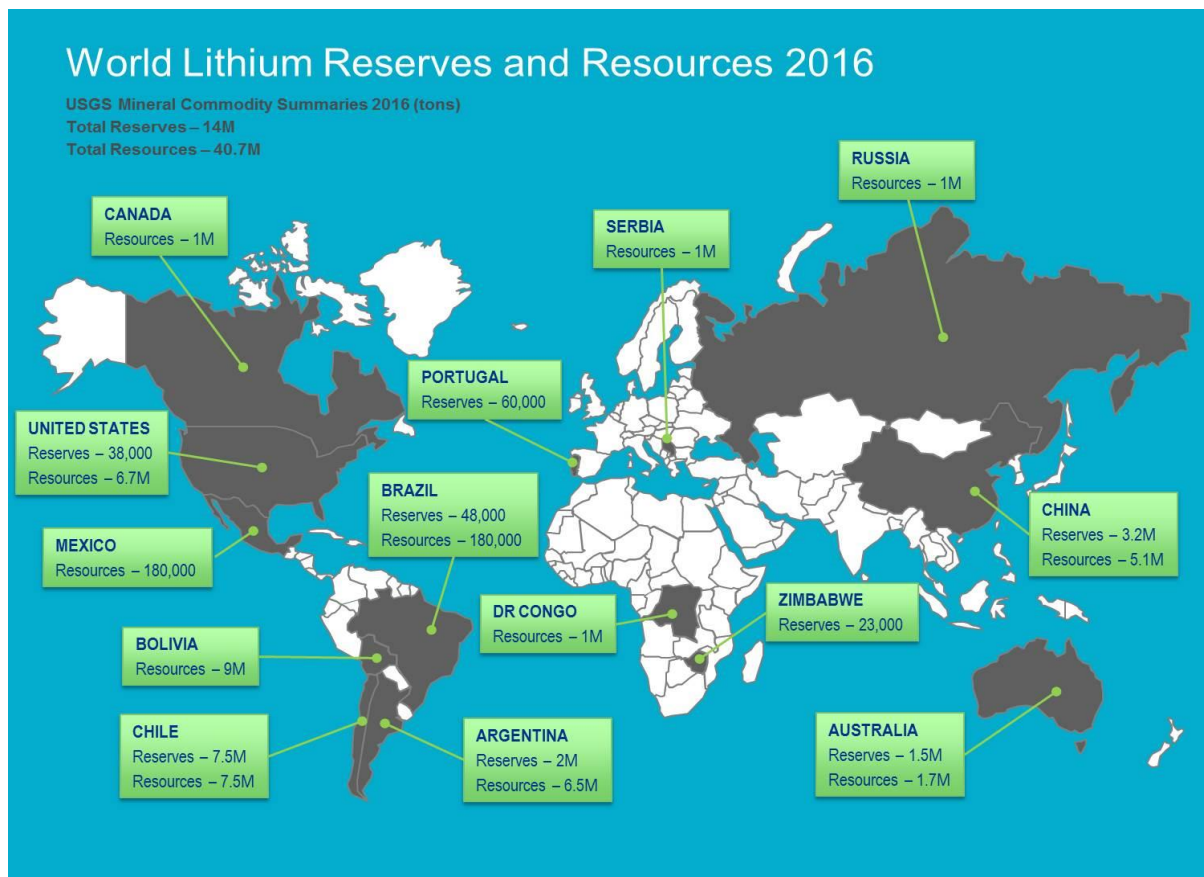 World Lithium Reserves and Resources 2016
USGS Mineral Commodity Summaries 2016 (tons)
Total Reserves – 14M
Total Resources – 40.7M
RUSSIA
Resources – 1M
CANADA
Resources – 1M
SERBIA
Resources – 1M
PORTUGAL
Reserves – 60,000
UNITED STATES
Reserves – 38,000
Resources – 6.7M
BRAZIL
Reserves – 48,000
Resources – 180,000
CHINA
Reserves – 3.2M
Resources – 5.1M
MEXICO
Resources – 180,000
DR CONGO
Resources – 1M
ZIMBABWE
Reserves – 23,000
BOLIVIA
Resources – 9M
CHILE
Reserves – 7.5M
Resources – 7.5M
ARGENTINA
Reserves – 2M
Resources – 6.5M
AUSTRALIA
Reserves – 1.5M
Resources – 1.7M